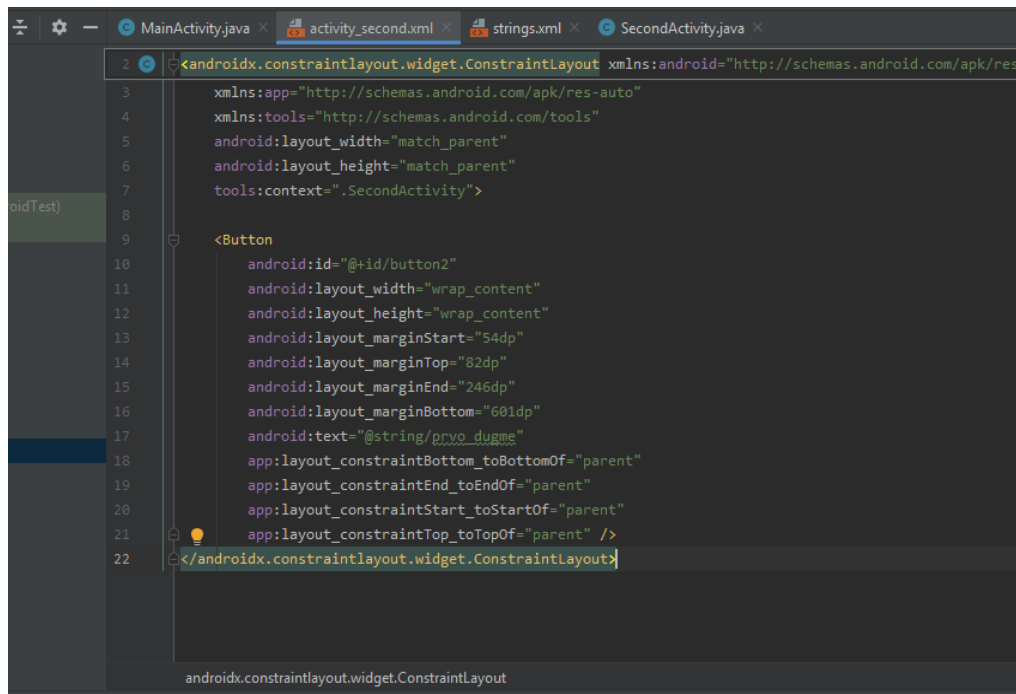 MainActivity.java activity_second.xml strings.xml SecondActivity.java
2 <androidx.constraintlayout.widget.ConstraintLayout xmlns:android="http://schemas.android.com/apk/res
3 xmlns:app="http://schemas.android.com/apk/res-auto"
4 xmlns:tools="http://schemas.android.com/tools"
5 android:layout_width="match_parent"
6 android:layout_height="match_parent"
7 tools:context=".SecondActivity">
oidTest)
8
9 <Button
10 android:id="@+id/button2"
11 android:layout_width="wrap_content"
12 android:layout_height="wrap_content"
13 android:layout_marginStart="54dp"
14 android:layout_marginTop="82dp"
15 android:layout_marginEnd="246dp"
16 android:layout_marginBottom="601dp"
17 android:text="@string/prvo_dugme"
18 app:layout_constraintBottom_toBottomOf="parent"
19 app:layout_constraintEnd_toEndOf="parent"
20 app:layout_constraintStart_toStartOf="parent"
21 app:layout_constraintTop_toTopOf="parent" />
22 </androidx.constraintlayout.widget.ConstraintLayout>
androidx.constraintlayout.widget.ConstraintLayout